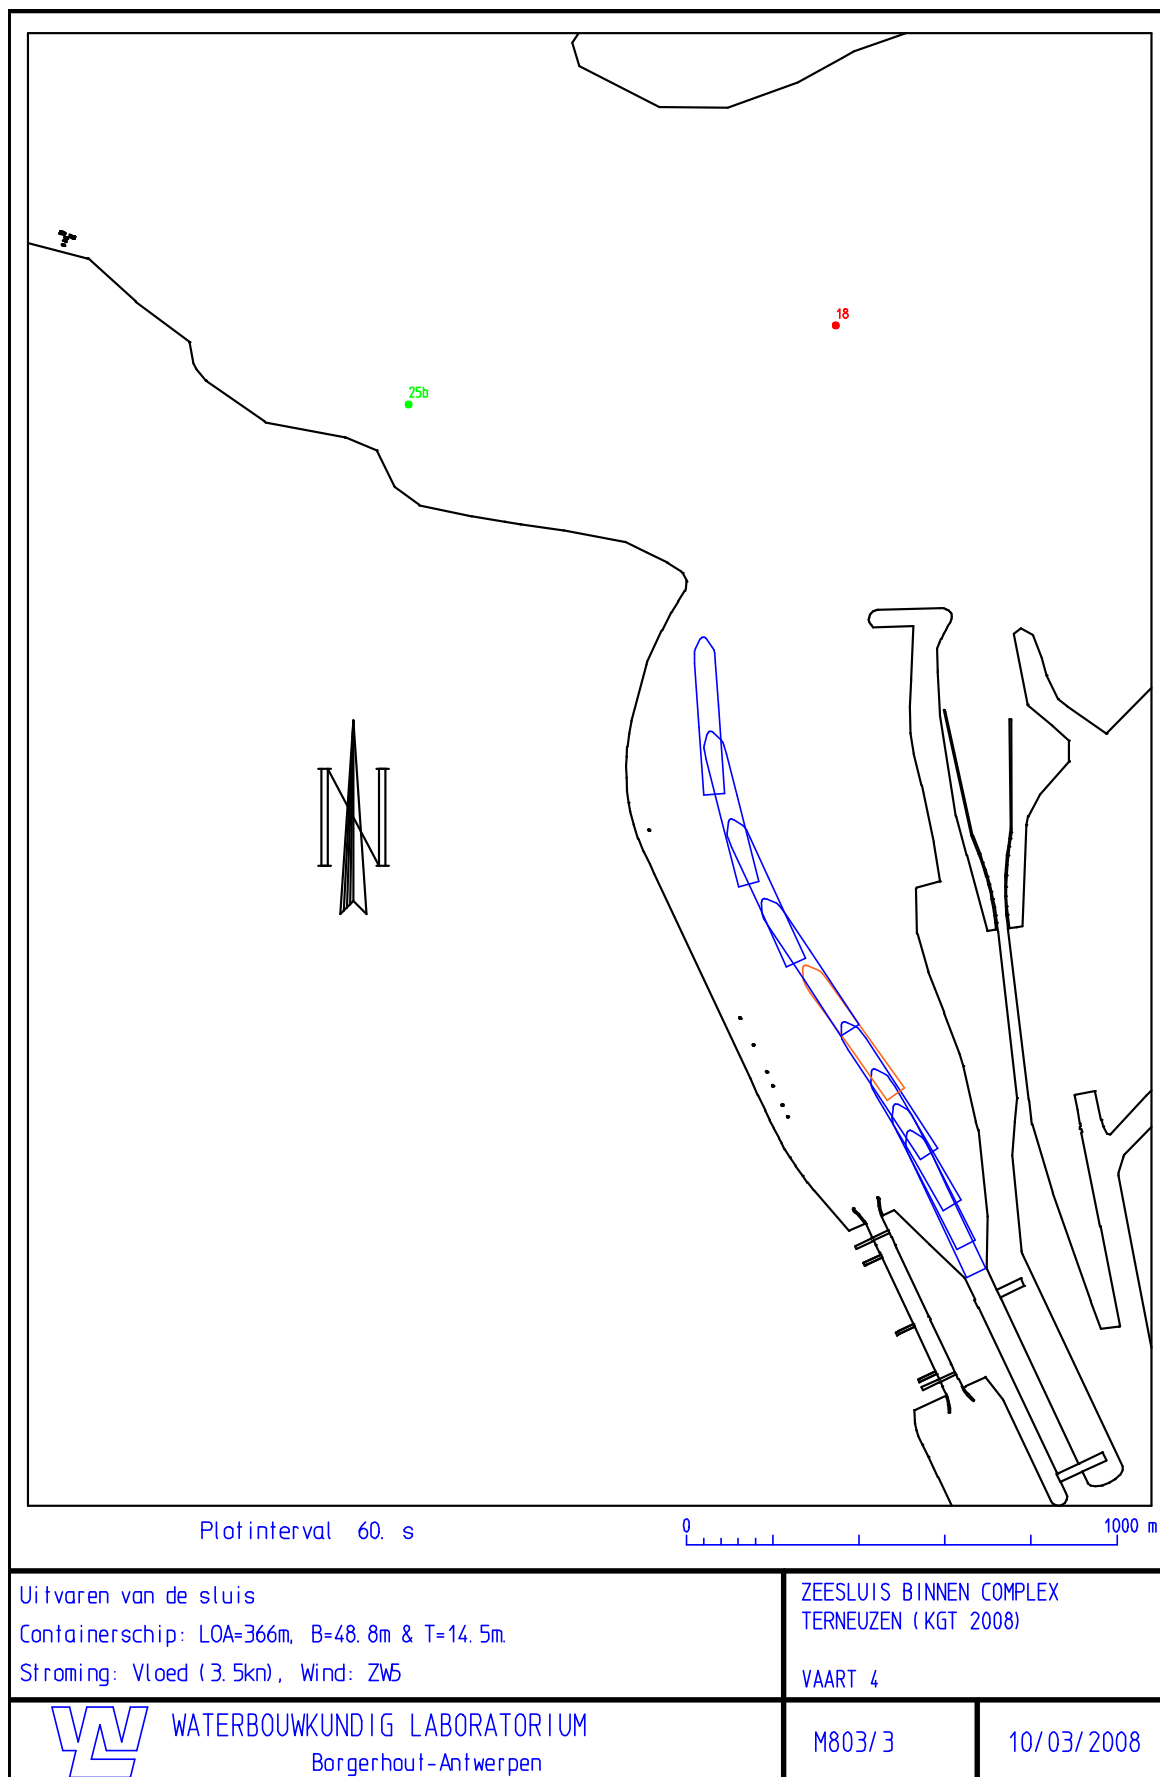 18
25b
N
Plotinterval 60. s
0 1000 m
Uitvaren van de sluis
Containerschip: LOA=366m, B=48.8m & T=14.5m.
Stroming: Vloed (3.5kn), Wind: ZW5
ZEESLUIS BINNEN COMPLEX
TERNEUZEN (KGT 2008)
VAART 4
WL
WATERBOUWKUNDIG LABORATORIUM
Borgerhout-Antwerpen
M803/3
10/03/2008